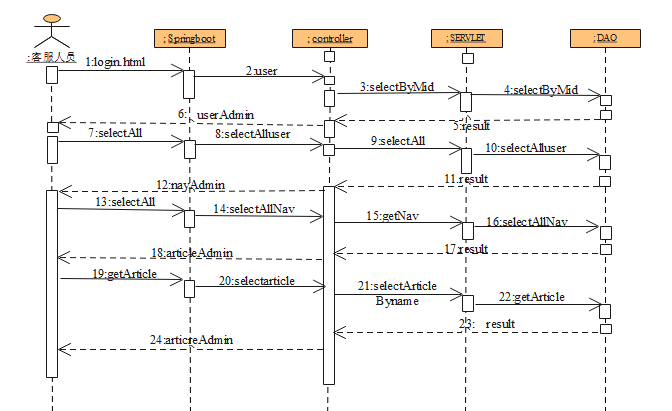 :客服人员
:Springboot
:controller
:SERVLET
:DAO
1:login.html
2:user
3:selectByMid
4:selectByMid
5:result
6: userAdmin
7:selectAll
8:selectAlluser
9:selectAll
10:selectAlluser
11.result
12:nayAdmin
13:selectAll
14:selectAllNav
15:getNav
16:selectAllNav
17.result
18:articleAdmin
19:getArticle
20:selectarticle
21:selectArticle
Byname
22:getArticle
23: result
24:articreAdmin